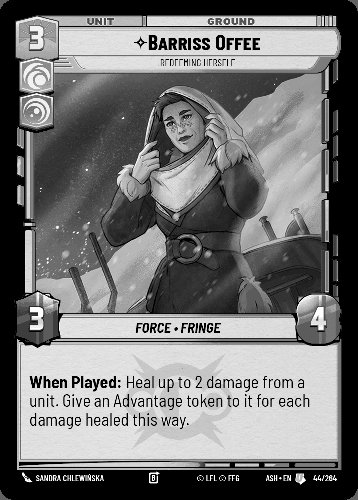 UNIT GROUND
3
✧BARRISS OFFEE
REDEEMING HERSELF
3
FORCE • FRINGE
4
When Played: Heal up to 2 damage from a
unit. Give an Advantage token to it for each
damage healed this way.
SANDRA CHLEWIŃSKA
© LFL © FFG
ASH • EN
44/264